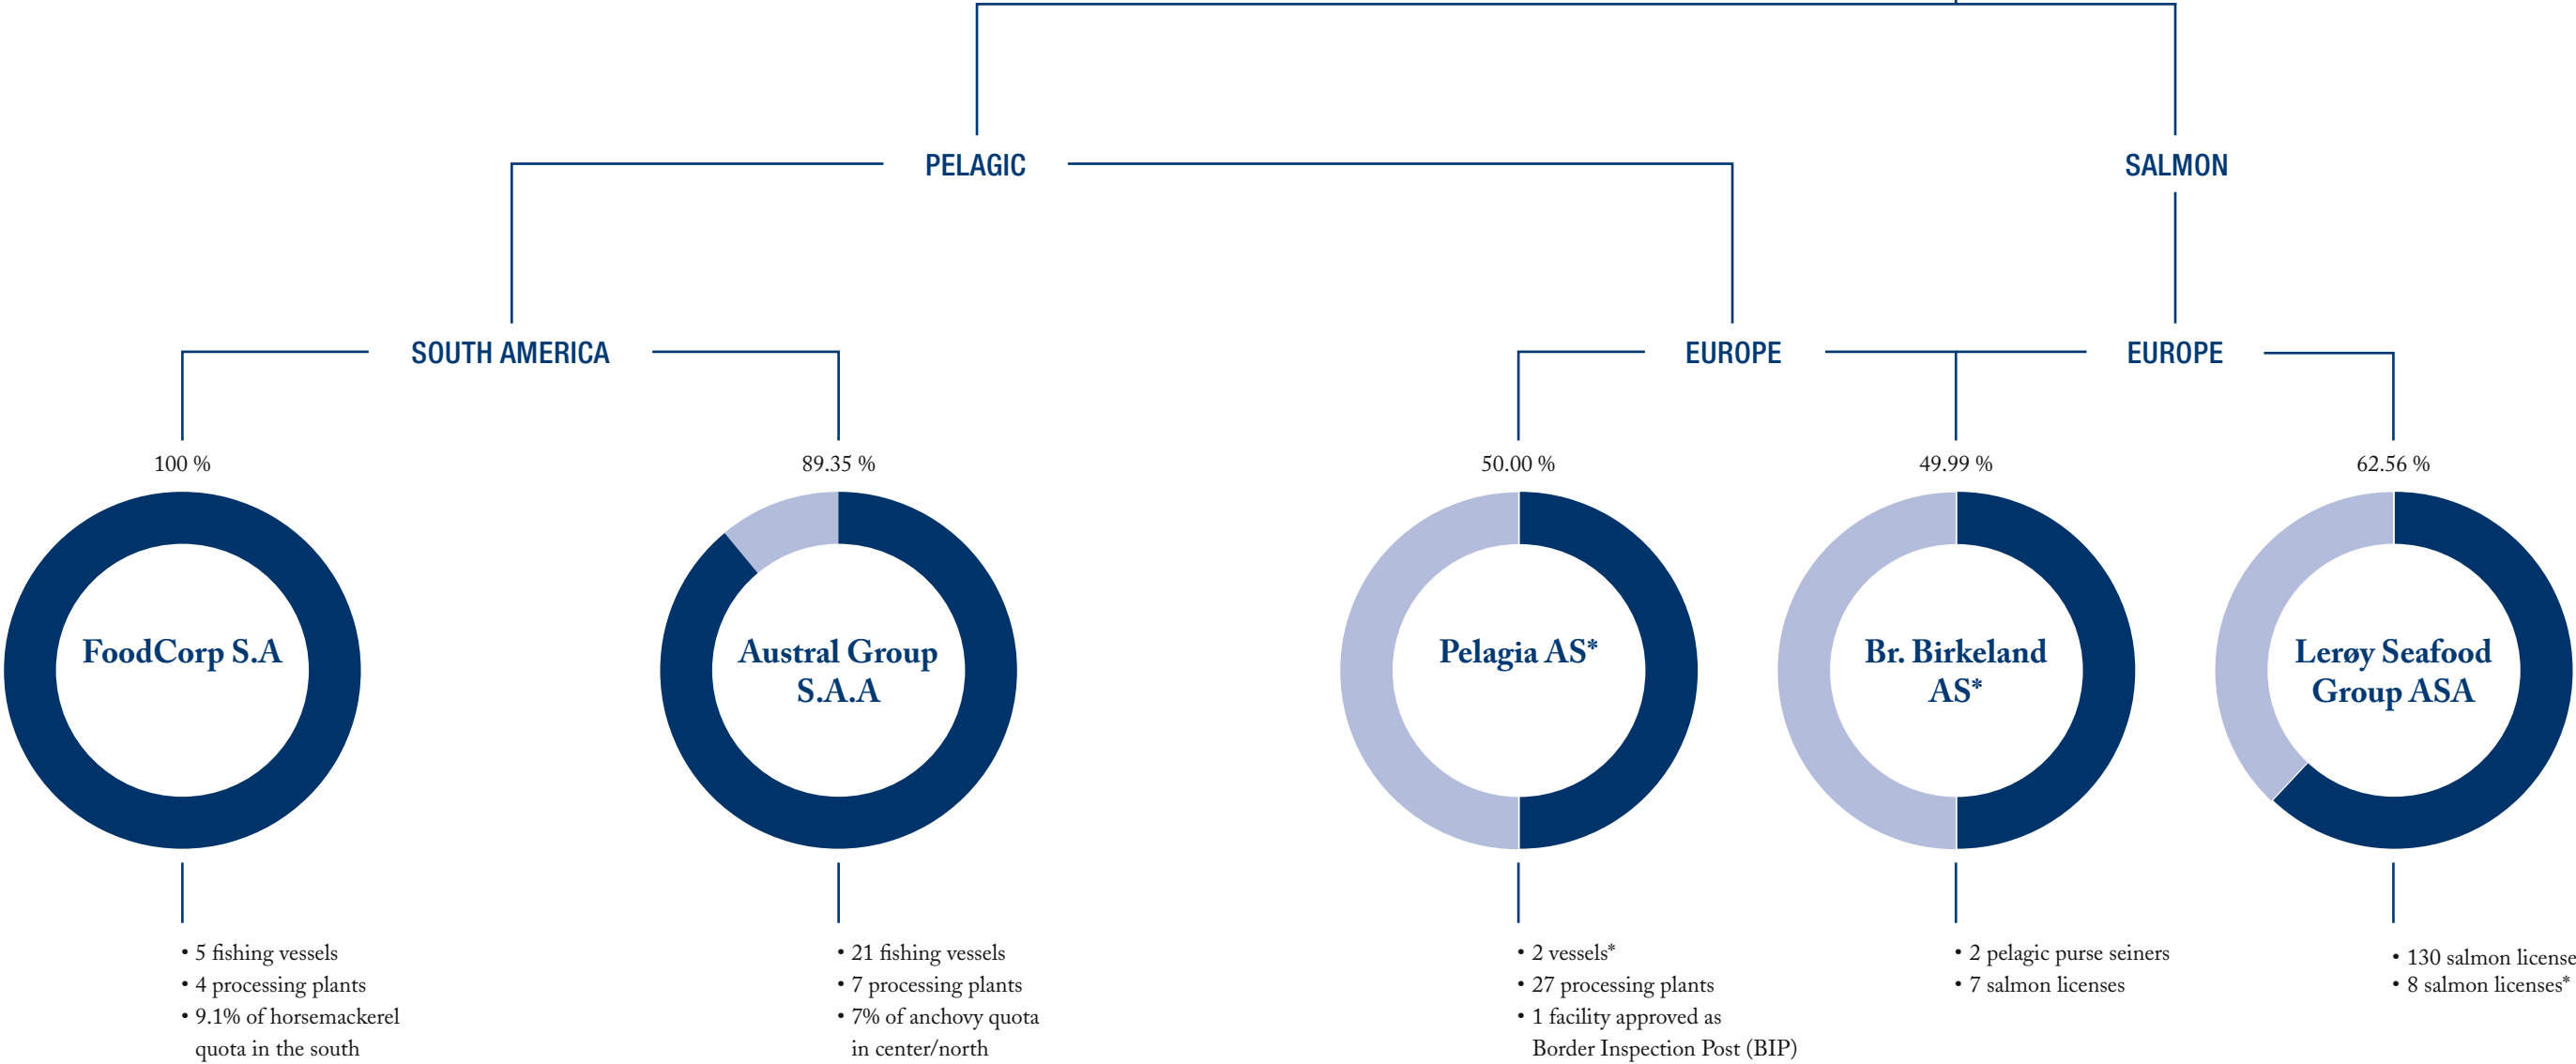 PELAGIC
SALMON
SOUTH AMERICA
EUROPE
EUROPE
100 %
89.35 %
50.00 %
49.99 %
62.56 %
FoodCorp S.A
Austral Group
S.A.A
Pelagia AS*
Br. Birkeland
AS*
Lerøy Seafood
Group ASA
• 5 fishing vessels
• 4 processing plants
• 9.1% of horsemackerel
quota in the south
• 21 fishing vessels
• 7 processing plants
• 7% of anchovy quota
in center/north
• 2 vessels*
• 27 processing plants
• 1 facility approved as
Border Inspection Post (BIP)
• 2 pelagic purse seiners
• 7 salmon licenses
• 130 salmon license
• 8 salmon licenses*